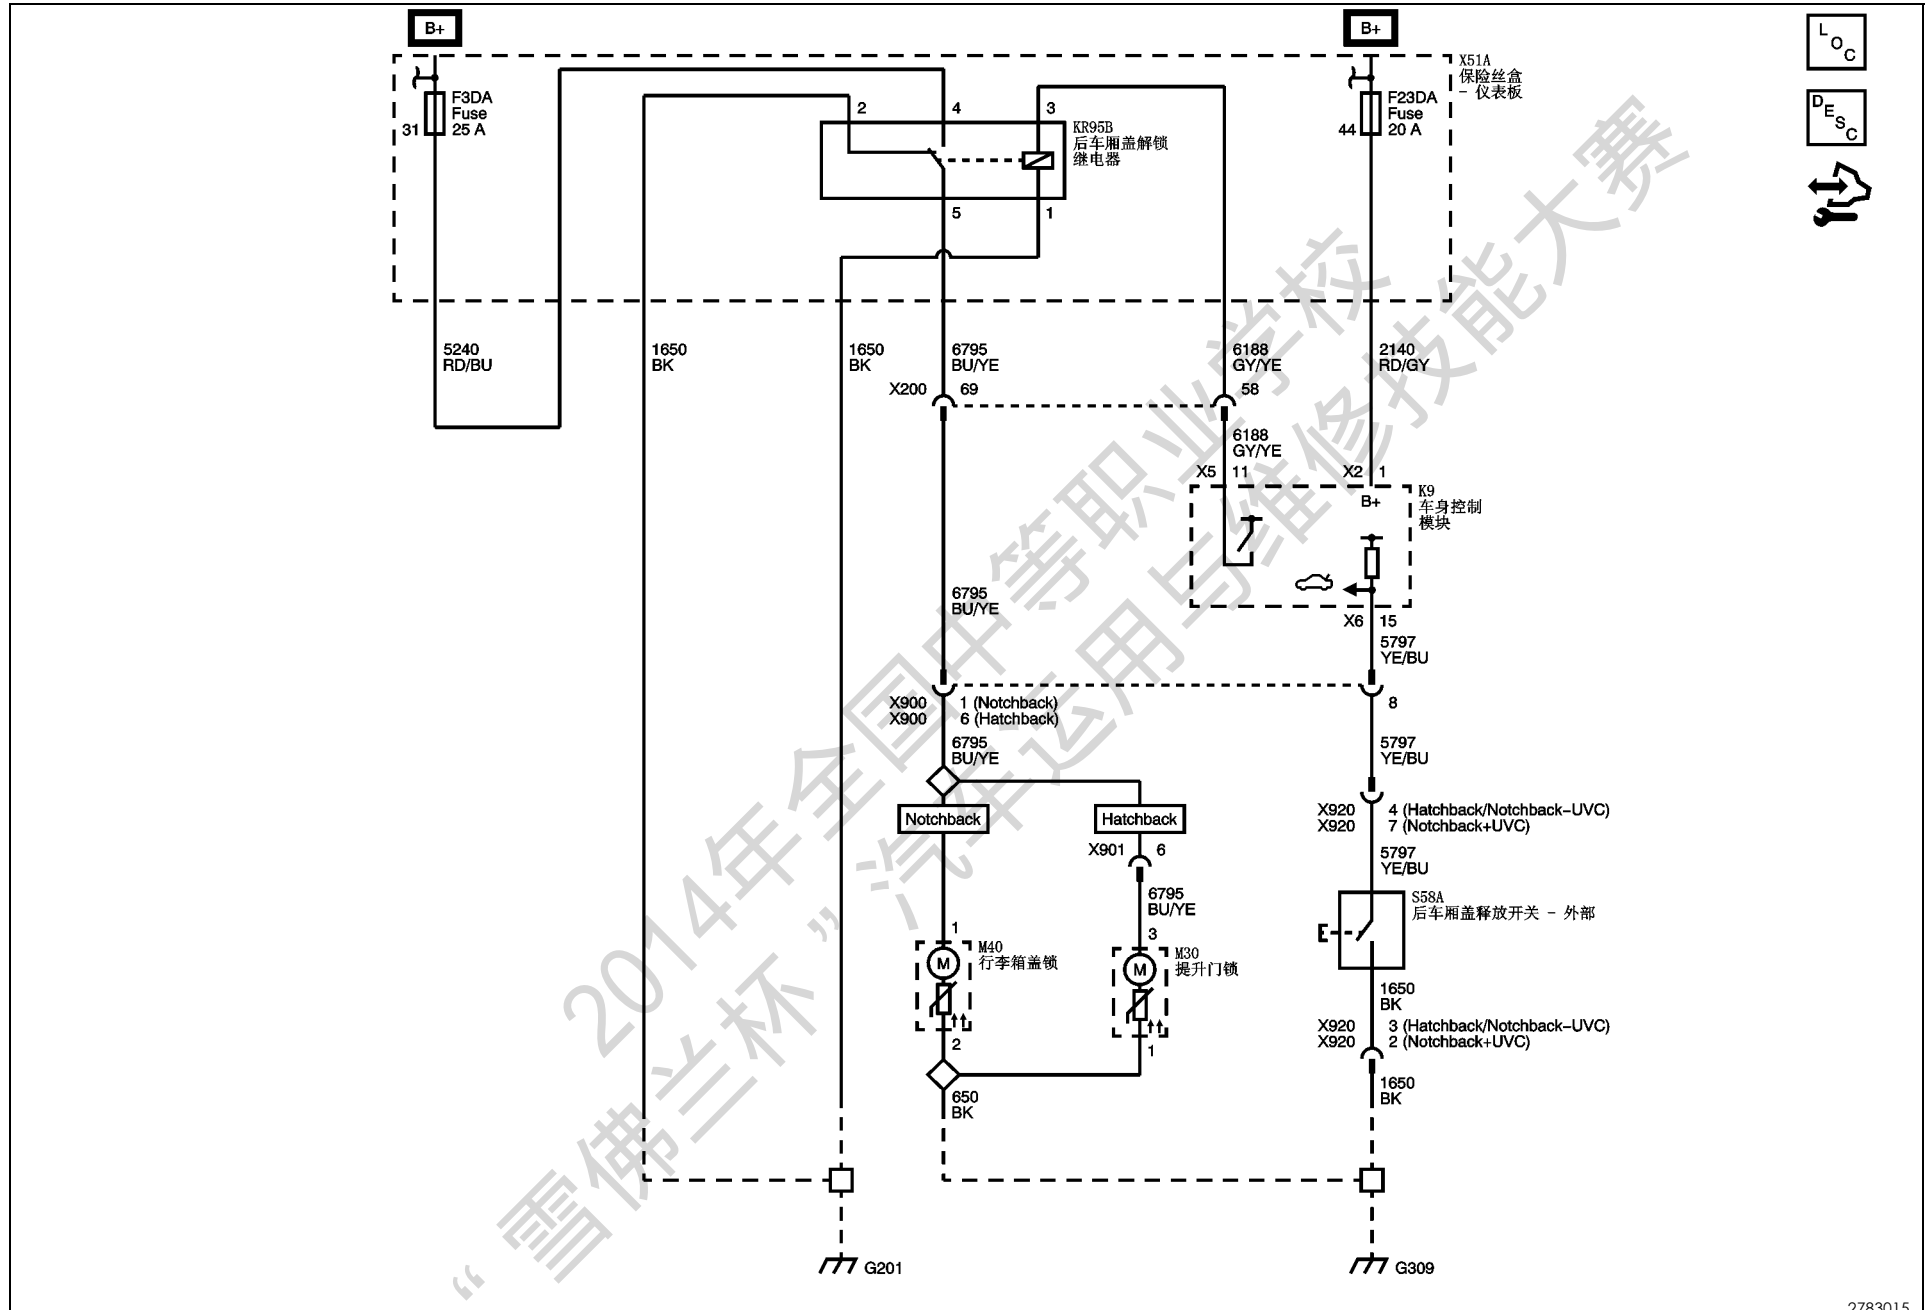 B+
B+
L
O
C
X51A
保险丝盒
- 仪表板
F3DA
Fuse
25 A
31
2
4
3
F23DA
Fuse
20 A
44
D
E
S
C
KR95B
后车厢盖解锁
继电器
5
1
5240
RD/BU
1650
BK
1650
BK
6795
BU/YE
6188
GY/YE
2140
RD/GY
X200
69
58
6188
GY/YE
X5
11
X2
1
B+
K9
车身控制
模块
6795
BU/YE
X6
15
5797
YE/BU
X900
1 (Notchback)
X900
6 (Hatchback)
8
6795
BU/YE
5797
YE/BU
Notchback
Hatchback
X920
4 (Hatchback/Notchback-UVC)
X920
7 (Notchback+UVC)
X901
6
5797
YE/BU
6795
BU/YE
S58A
后车厢盖释放开关 - 外部
1
3
M
M40
行李箱盖锁
M
M30
提升门锁
1650
BK
X920
3 (Hatchback/Notchback-UVC)
X920
2 (Notchback+UVC)
2
1
650
BK
1650
BK
G201
G309
2783015
2014年全国中等职业学校
“雪佛兰杯”汽车运用与维修技能大赛